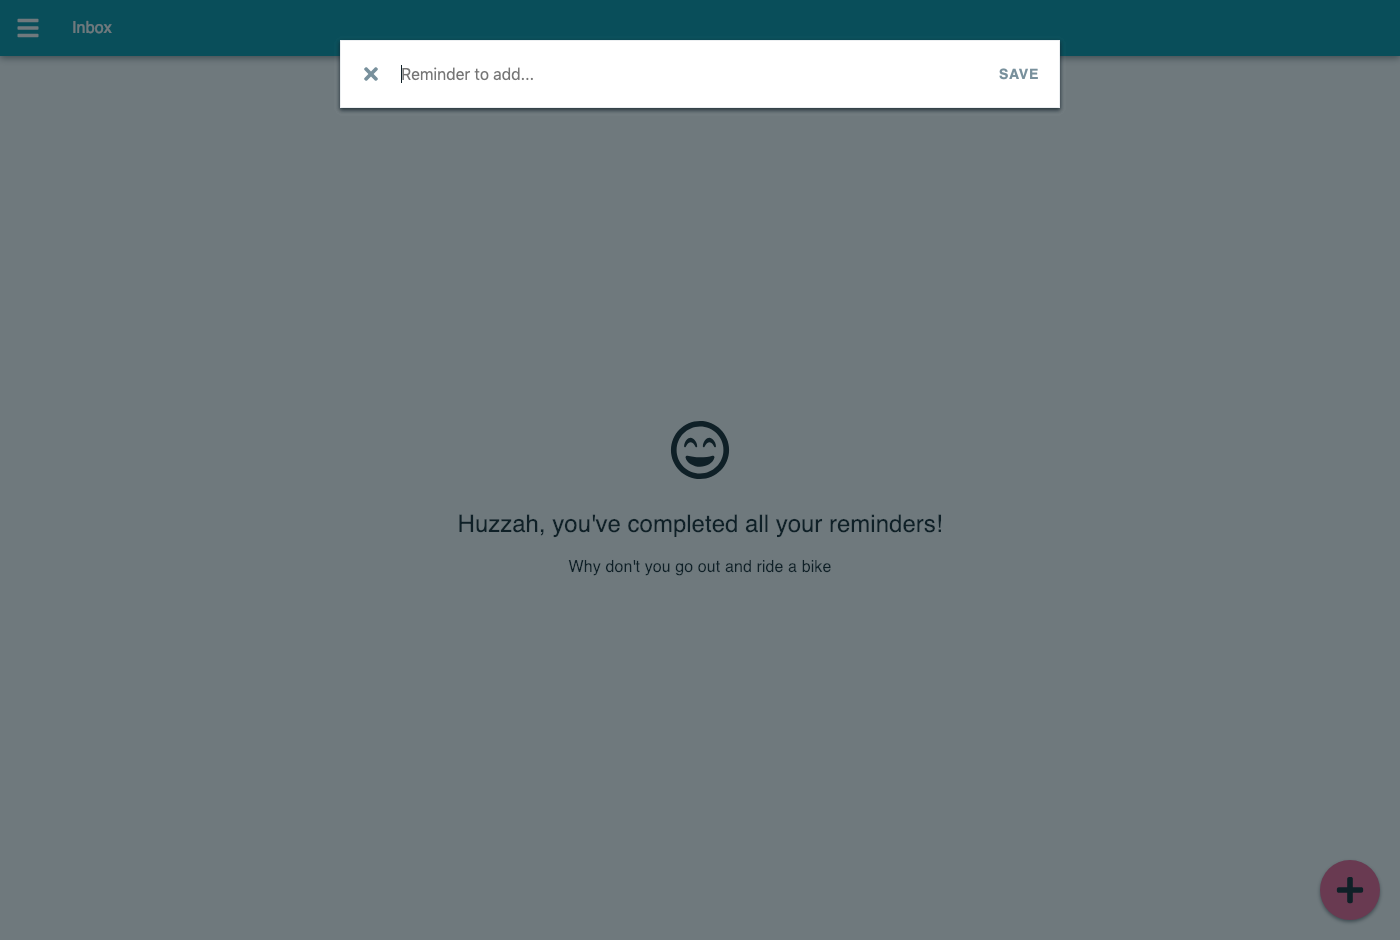 Inbox
Reminder to add...
SAVE
Huzzah, you've completed all your reminders!
Why don't you go out and ride a bike